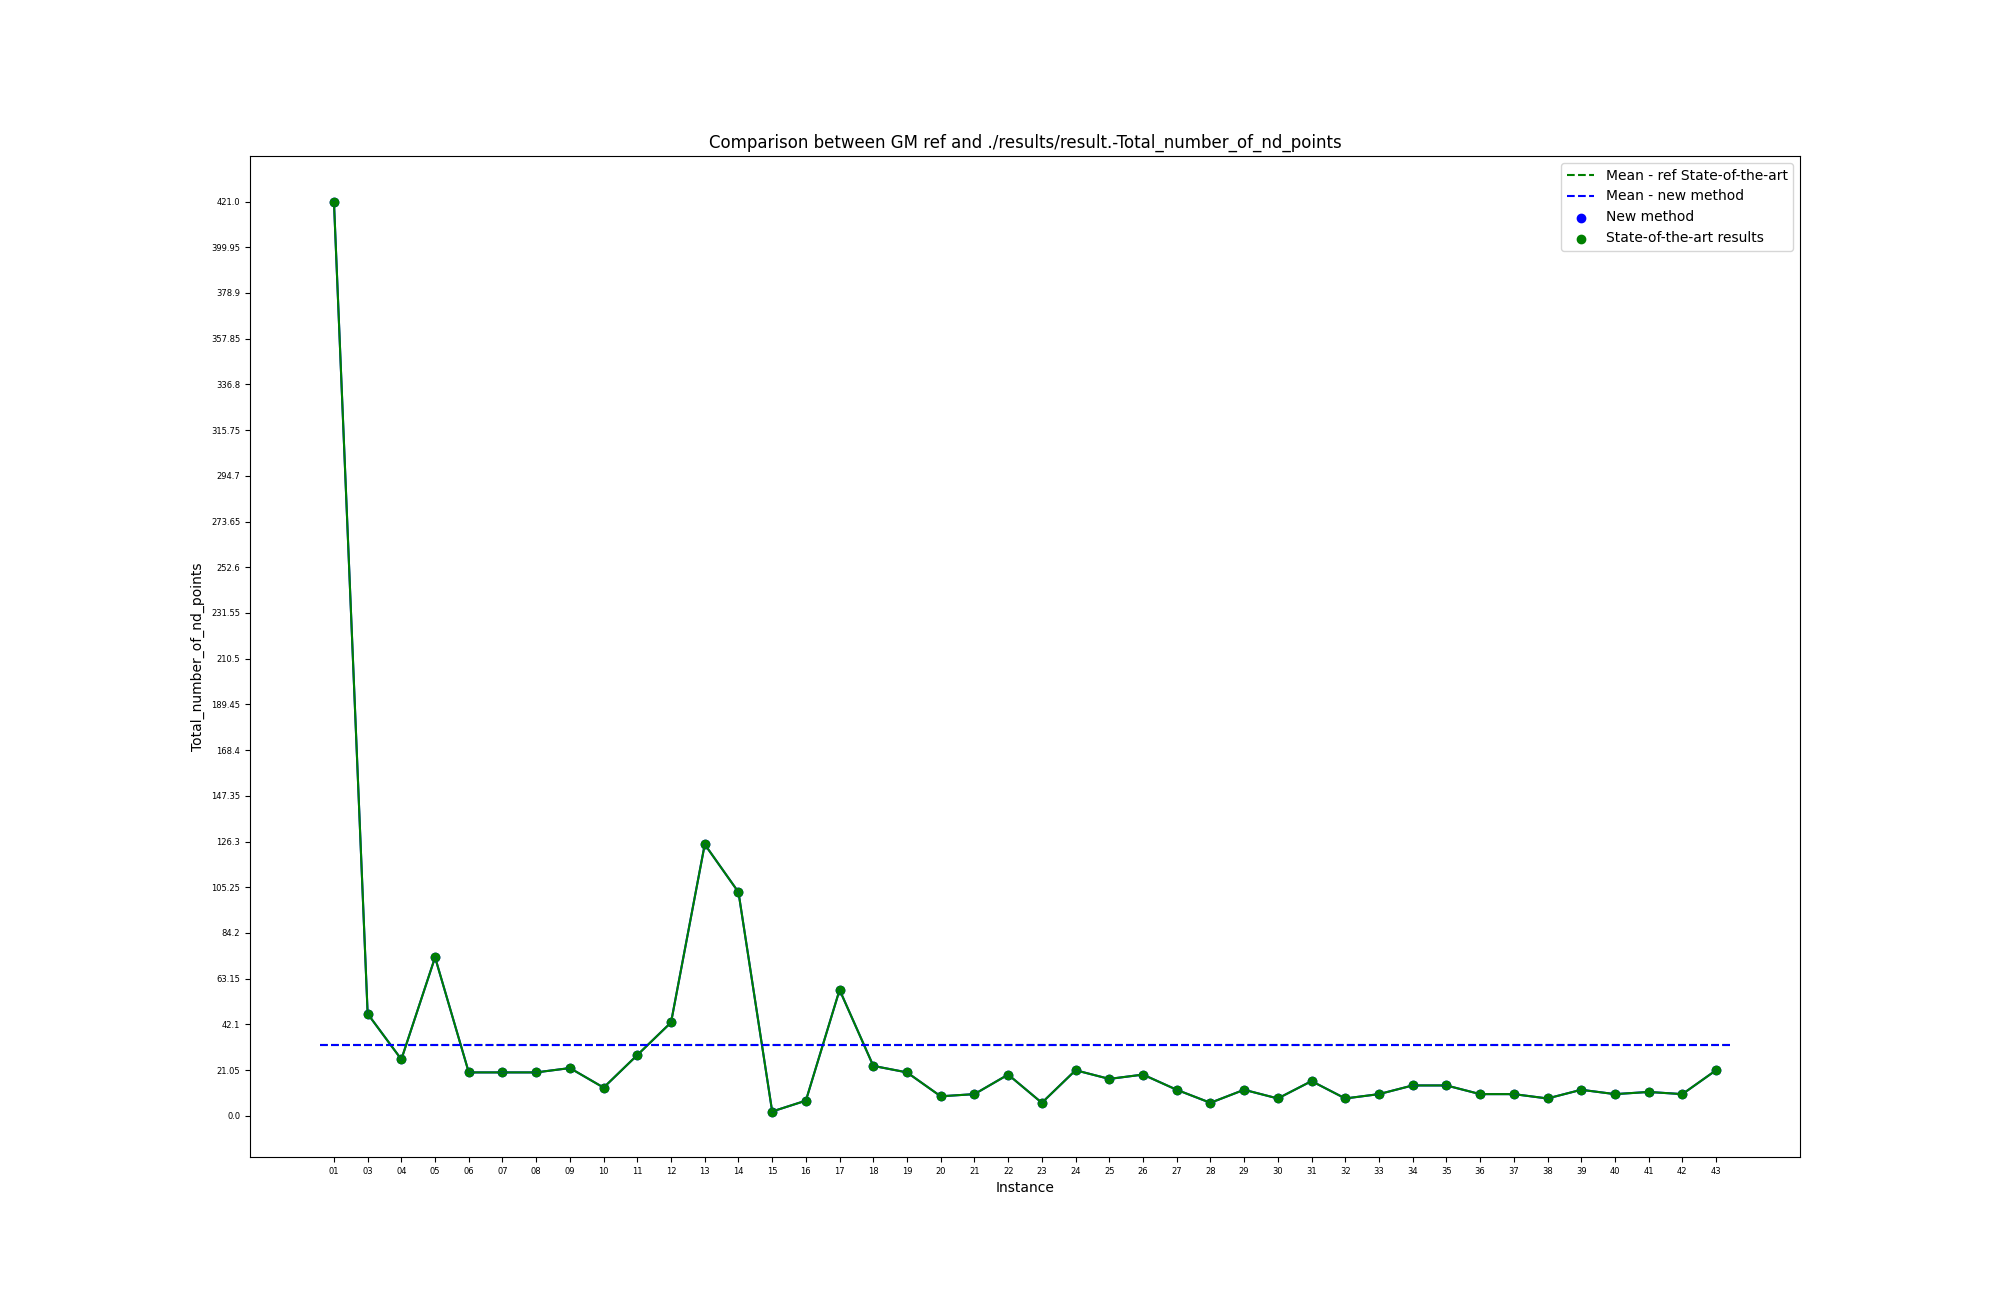 Comparison between GM ref and ./results/result.-Total_number_of_nd_points
Mean - ref State-of-the-art
Mean - new method
New method
State-of-the-art results
421.0
399.95
378.9
357.85
336.8
315.75
294.7
273.65
252.6
231.55
210.5
189.45
168.4
147.35
126.3
105.25
84.2
63.15
42.1
21.05
0.0
Total_number_of_nd_points
01 03 04 05 06 07 08 09 10 11 12 13 14 15 16 17 18 19 20 21 22 23 24 25 26 27 28 29 30 31 32 33 34 35 36 37 38 39 40 41 42 43
Instance